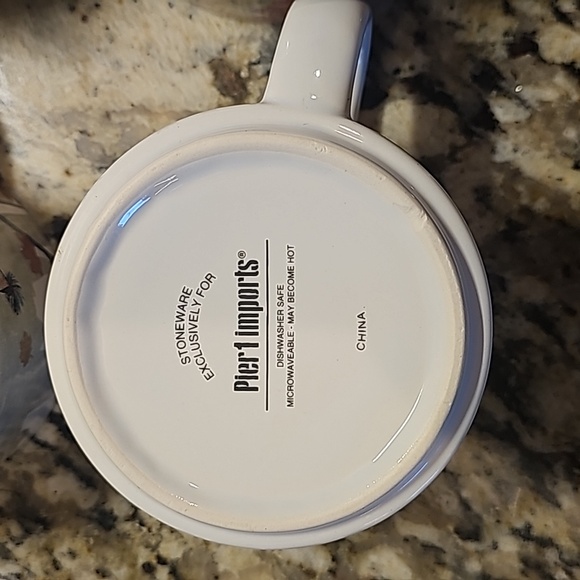 STONEWARE
EXCLUSIVELY FOR
Pier1 imports®
DISHWASHER SAFE
MICROWAVEABLE - MAY BECOME HOT
CHINA